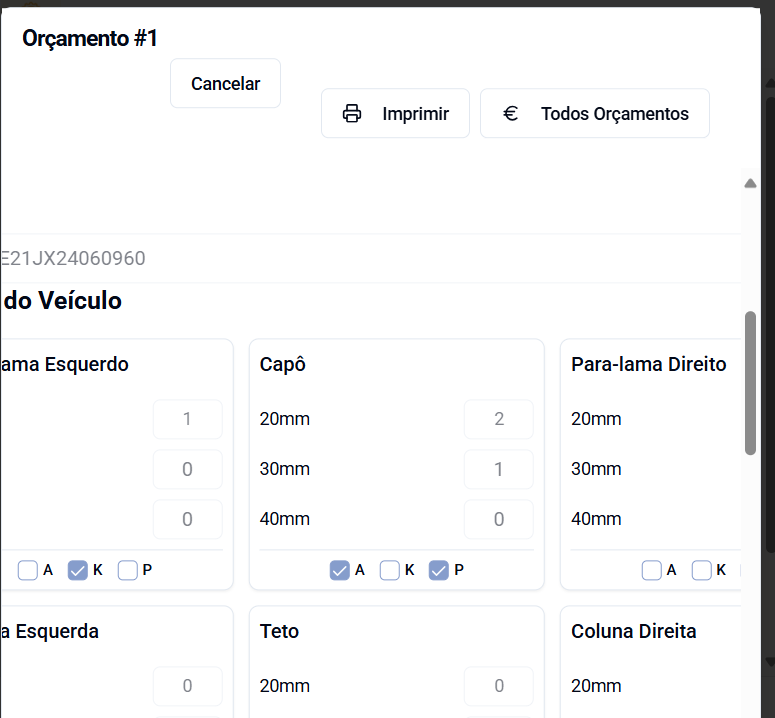 Orçamento #1
Cancelar
Imprimir
€ Todos Orçamentos
E21JX24060960
do Veículo
ama Esquerdo
1
0
0
A K P
Capô
20mm 2
30mm 1
40mm 0
A K P
Para-lama Direito
20mm
30mm
40mm
A K
a Esquerda
0
Teto
20mm 0
Coluna Direita
20mm